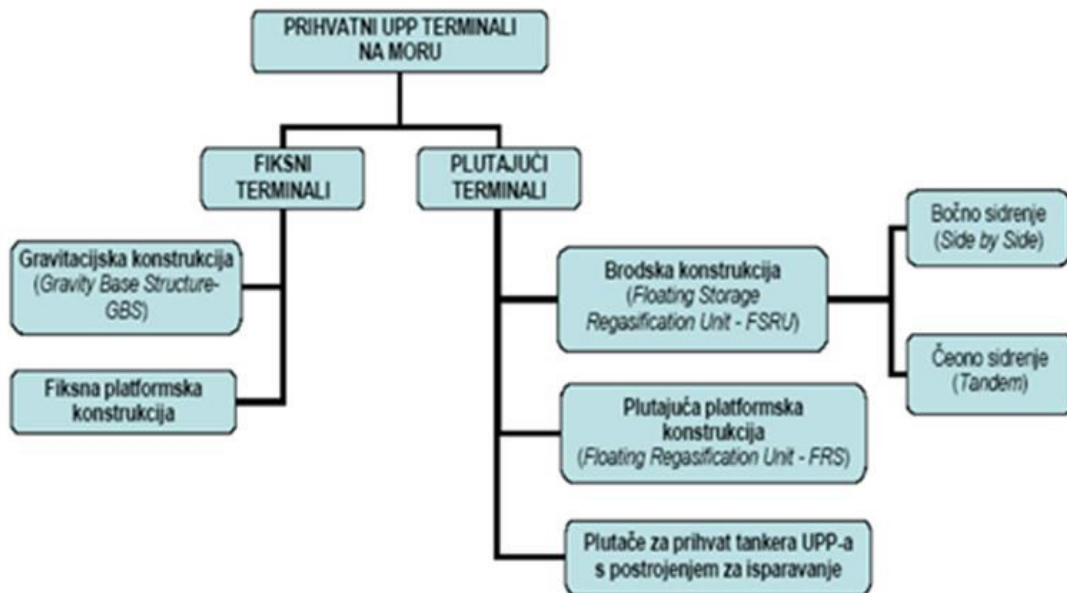 PRIHVATNI UPP TERMINALI
NA MORU
FIKSNI
TERMINALI
PLUTAJUĆI
TERMINALI
Gravitacijska konstrukcija
(Gravity Base Structure-
GBS)
Fiksna platformska
konstrukcija
Brodska konstrukcija
(Floating Storage
Regasification Unit - FSRU)
Plutajuća platformska
konstrukcija
(Floating Regasification Unit - FRS)
Plutače za prihvat tankera UPP-a
s postrojenjem za isparavanje
Bočno sidrenje
(Side by Side)
Čeono sidrenje
(Tandem)